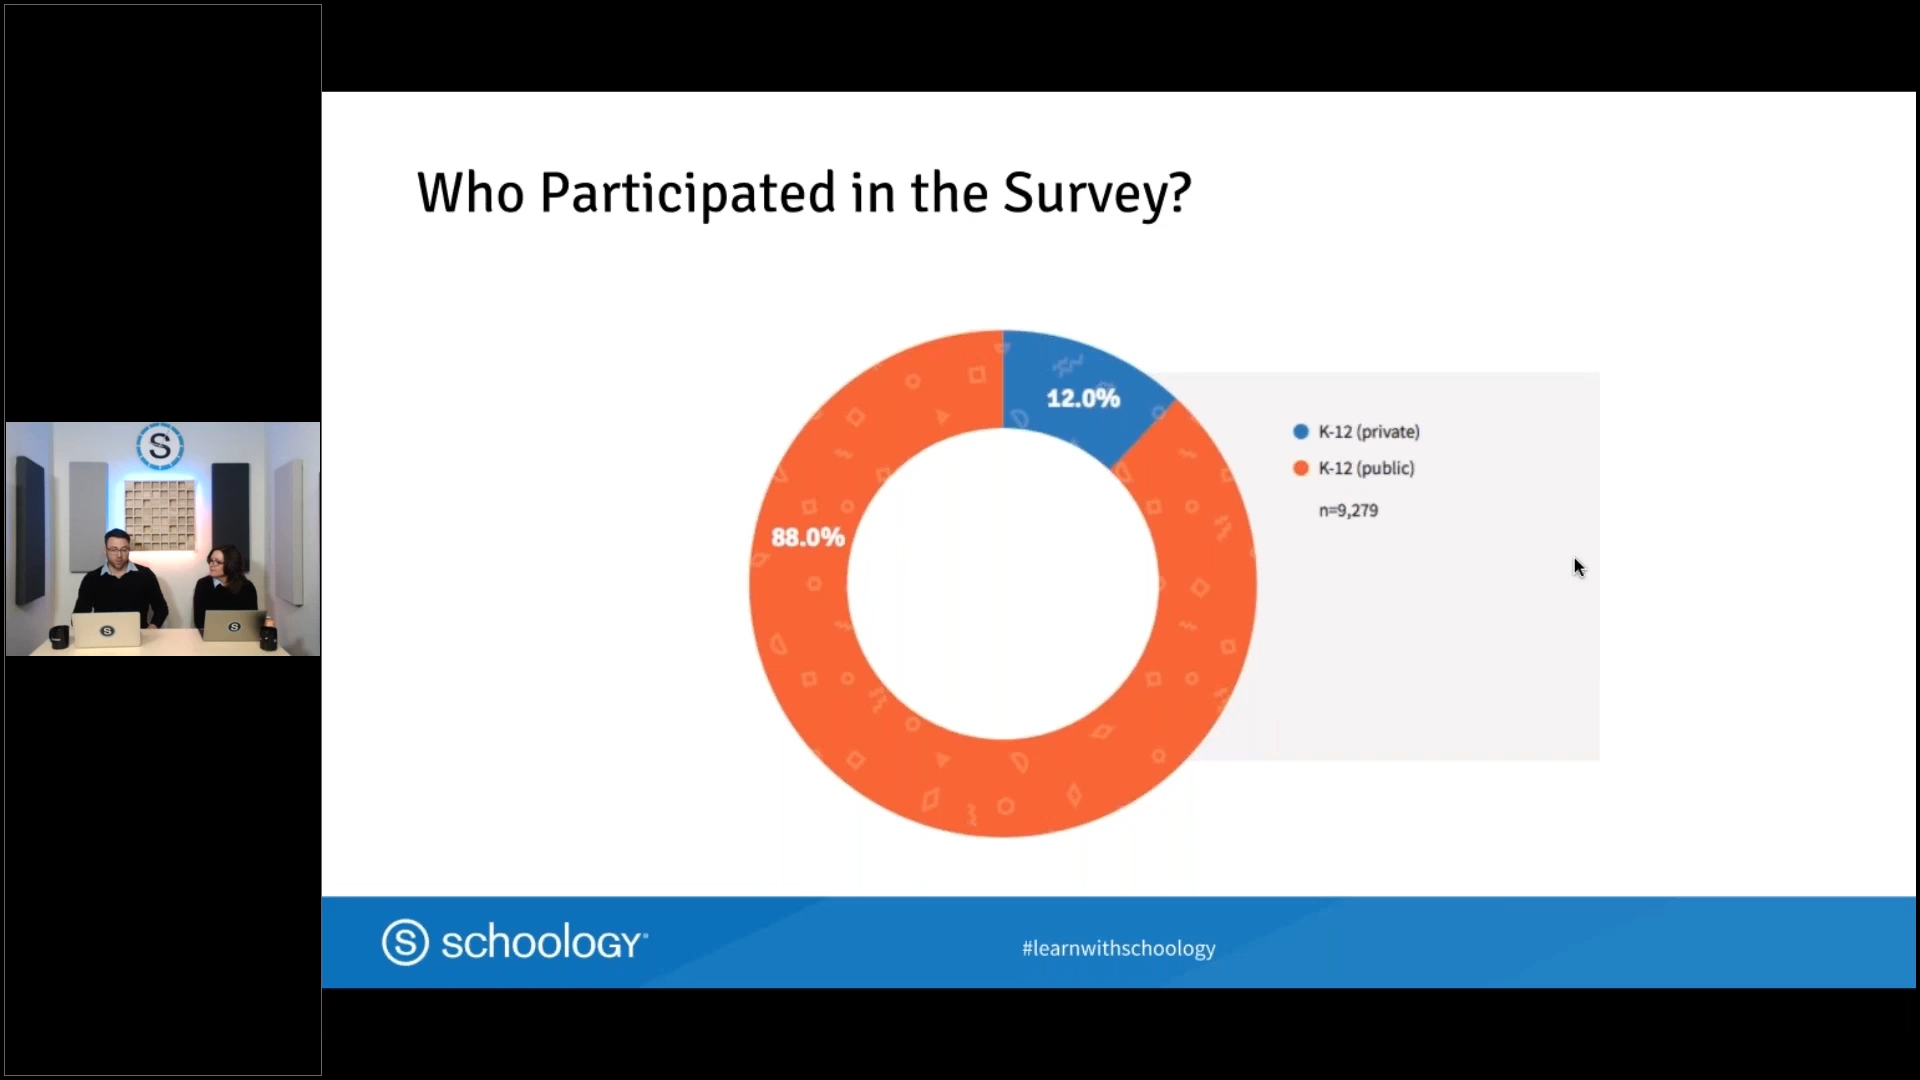 Who Participated in the Survey?
12.0%
88.0%
K-12 (private)
K-12 (public)
n=9,279
S
S
S
S schoology
#learnwithschoology